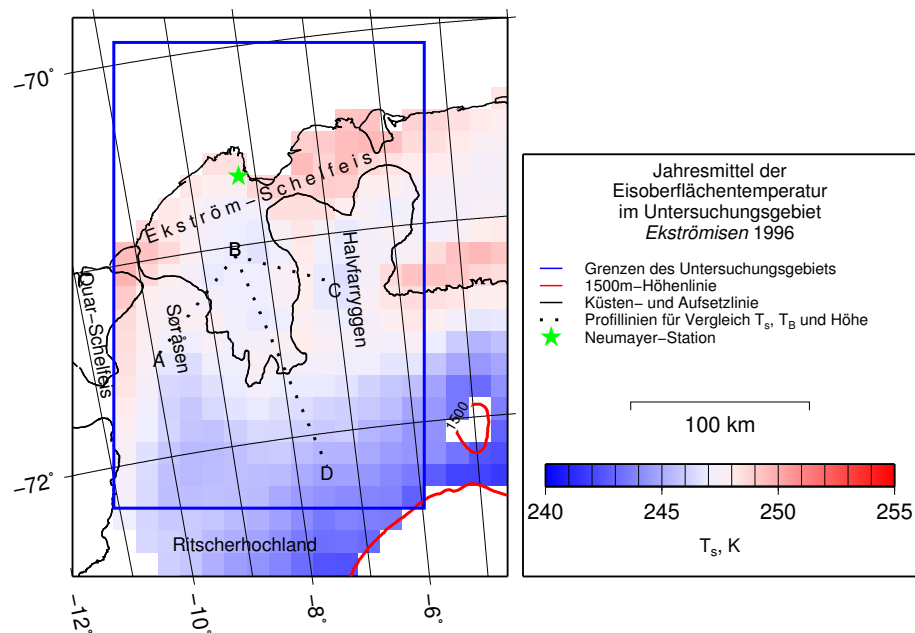 −70°
−72°
−12°
−10°
−8°
−6°
Ekström−Schelfeis
Quar−Schelfeis
Søråsen
Halvfarryggen
A
B
C
D
1500
Ritscherhochland
Jahresmittel der
Eisoberflächentemperatur
im Untersuchungsgebiet
Ekströmisen 1996
Grenzen des Untersuchungsgebiets
1500m−Höhenlinie
Küsten− und Aufsetzlinie
Profillinien für Vergleich Ts, TB und Höhe
Neumayer−Station
100 km
240 245 250 255
Ts, K